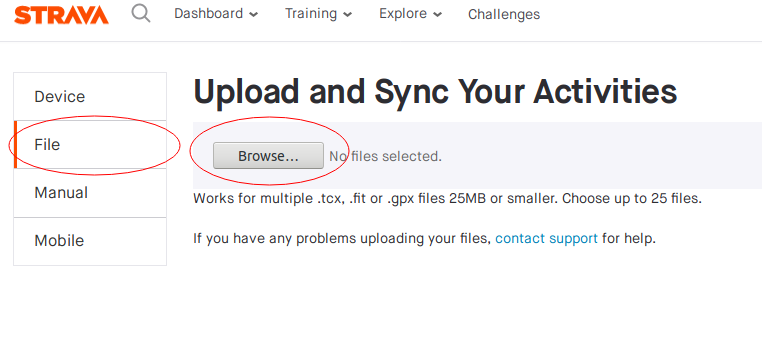 STRAVA Dashboard Training Explore Challenges
Device
File
Manual
Mobile
Upload and Sync Your Activities
Browse... No files selected.
Works for multiple .tcx, .fit or .gpx files 25MB or smaller. Choose up to 25 files.
If you have any problems uploading your files, contact support for help.